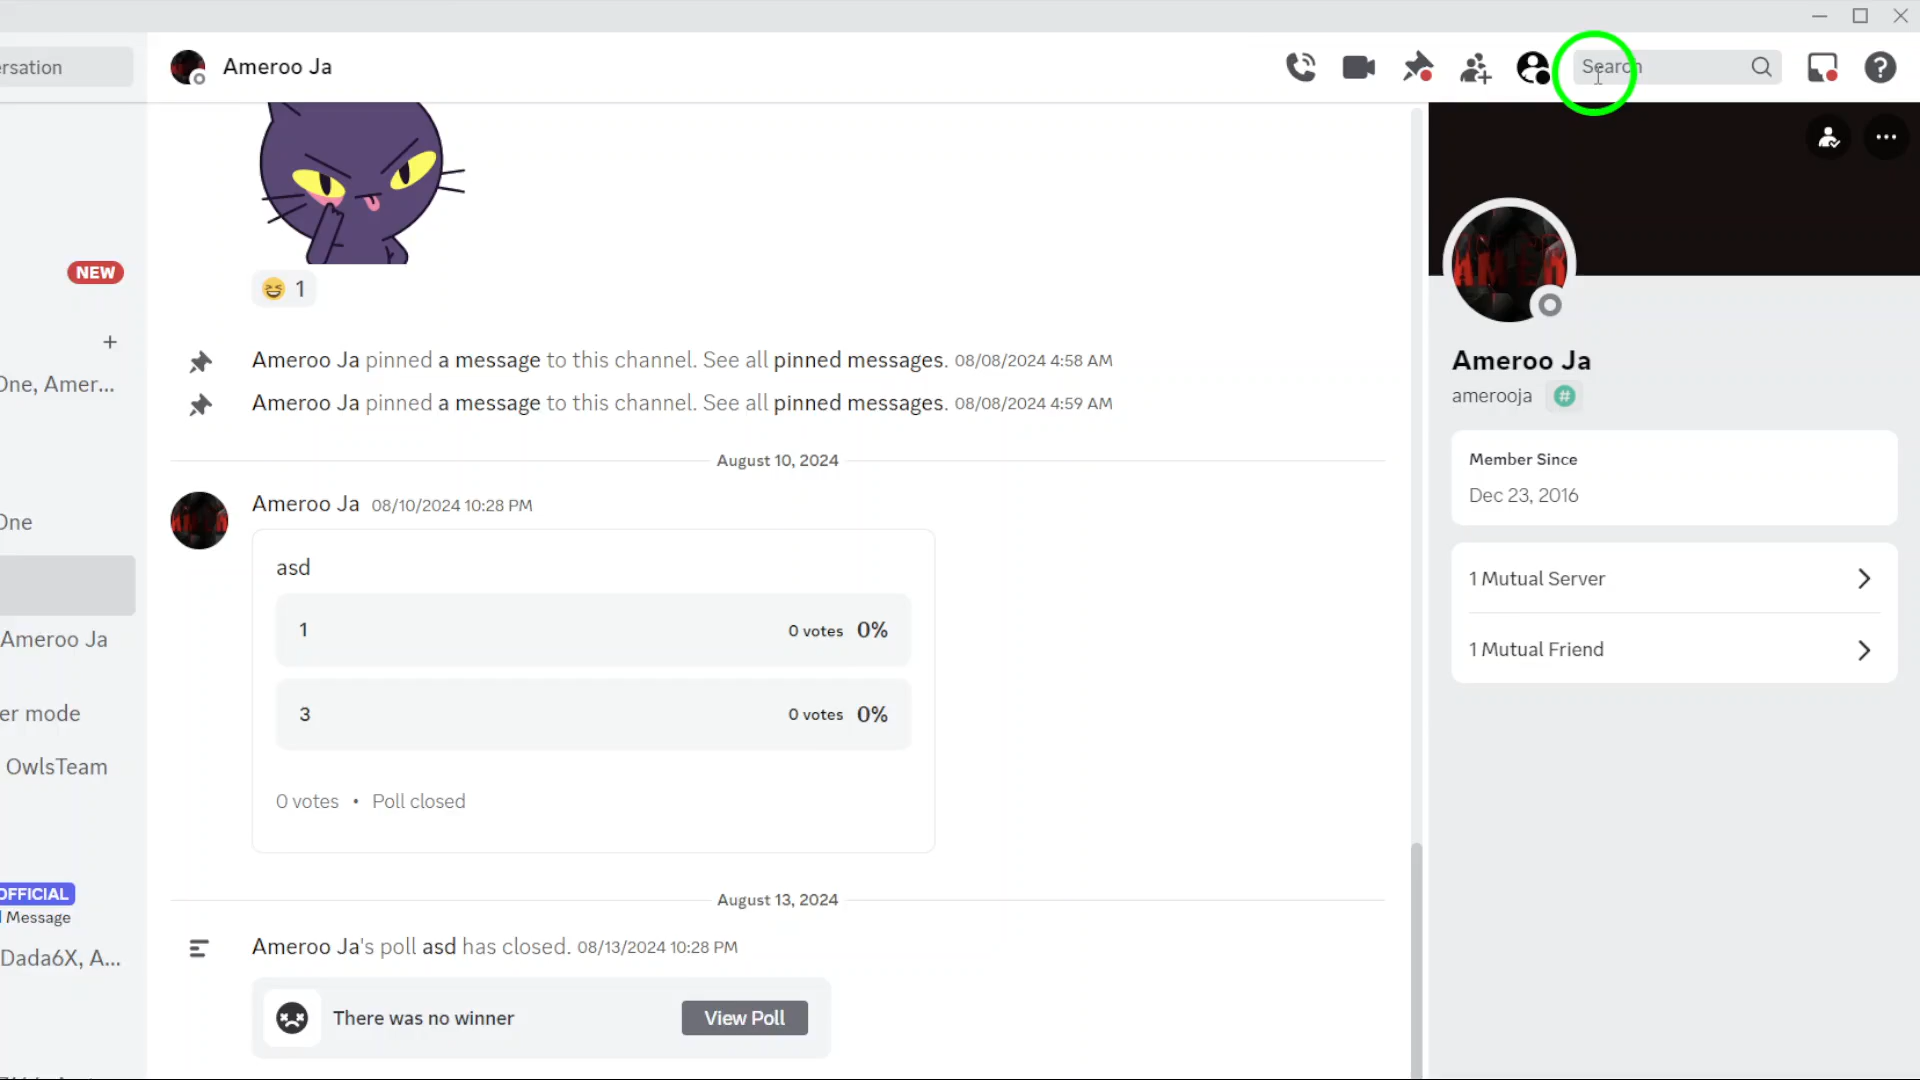 ersation
Ameroo Ja
Search
NEW
+
One, Amer...
One
Ameroo Ja
er mode
OwlsTeam
OFFICIAL
Message
Dada6X, A...
1
Ameroo Ja pinned a message to this channel. See all pinned messages. 08/08/2024 4:58 AM
Ameroo Ja pinned a message to this channel. See all pinned messages. 08/08/2024 4:59 AM
August 10, 2024
Ameroo Ja 08/10/2024 10:28 PM
asd
1 0 votes 0%
3 0 votes 0%
0 votes • Poll closed
August 13, 2024
Ameroo Ja's poll asd has closed. 08/13/2024 10:28 PM
There was no winner
View Poll
AMER
Ameroo Ja
amerooja #
Member Since
Dec 23, 2016
1 Mutual Server
1 Mutual Friend